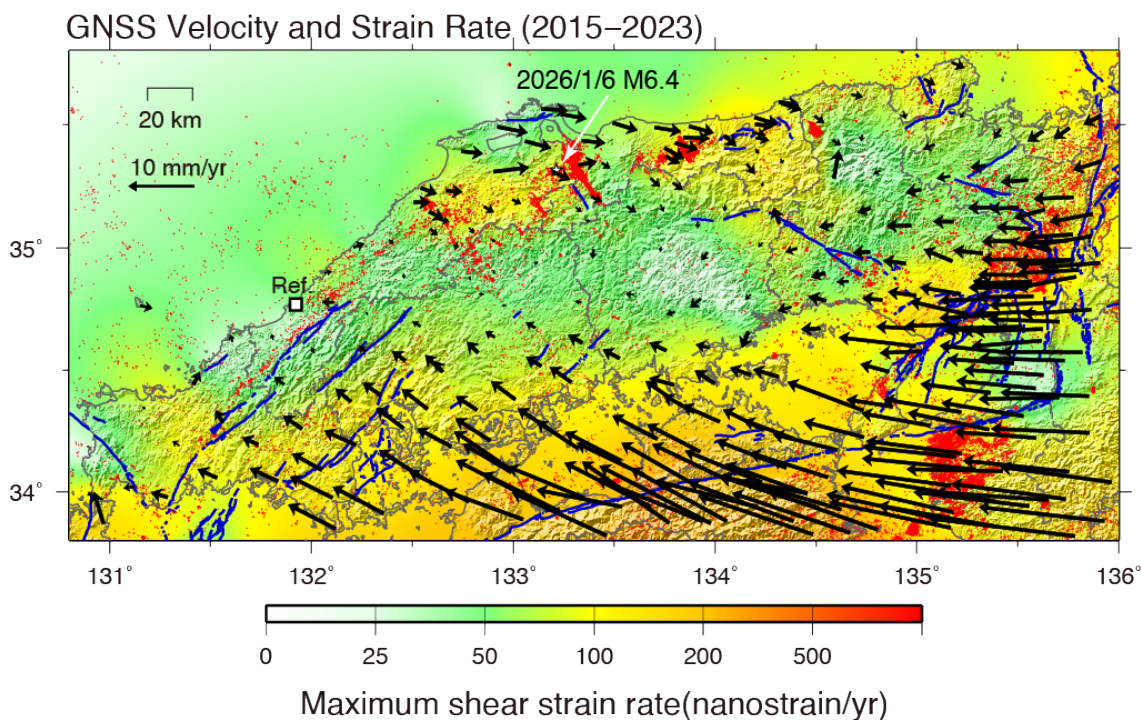 GNSS Velocity and Strain Rate (2015–2023)
2026/1/6 M6.4
20 km
10 mm/yr
35°
Ref.
34°
131° 132° 133° 134° 135° 136°
0 25 50 100 200 500
Maximum shear strain rate(nanostrain/yr)